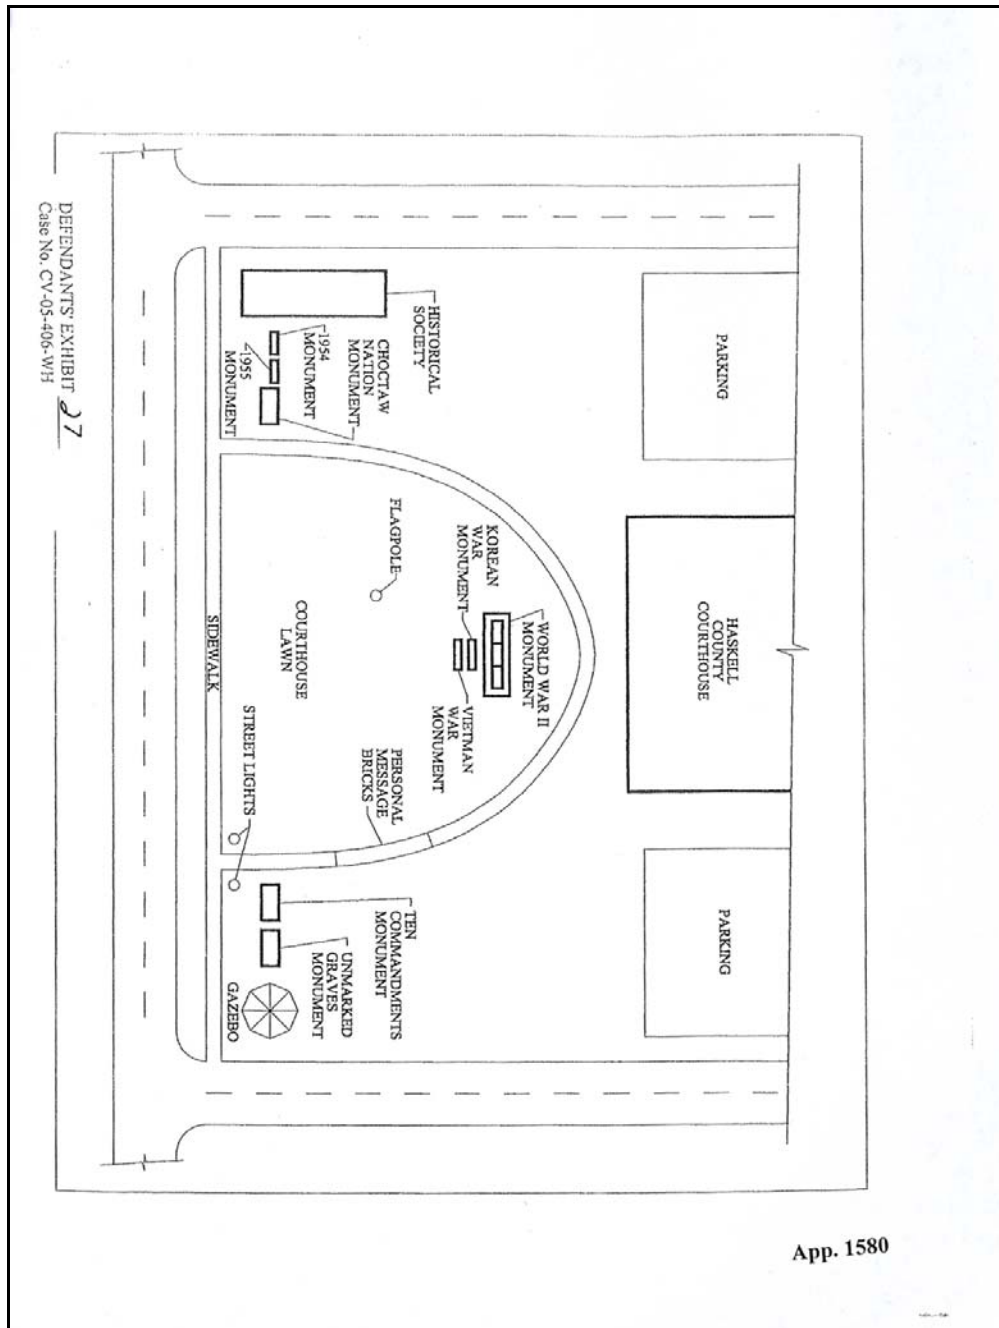 HASKELL
COUNTY
COURTHOUSE
PARKING
PARKING
HISTORICAL
SOCIETY
CHOCTAW
NATION
MONUMENT
1954
MONUMENT
1955
MONUMENT
WORLD WAR II
MONUMENT
KOREAN
WAR
MONUMENT
VIETMAN
WAR
MONUMENT
FLAGPOLE
COURTHOUSE
LAWN
PERSONAL
MESSAGE
BRICKS
STREET LIGHTS
SIDEWALK
TEN
COMMANDMENTS
MONUMENT
UNMARKED
GRAVES
MONUMENT
GAZEBO
DEFENDANTS' EXHIBIT 27
Case No. CV-05-406-WH
App. 1580